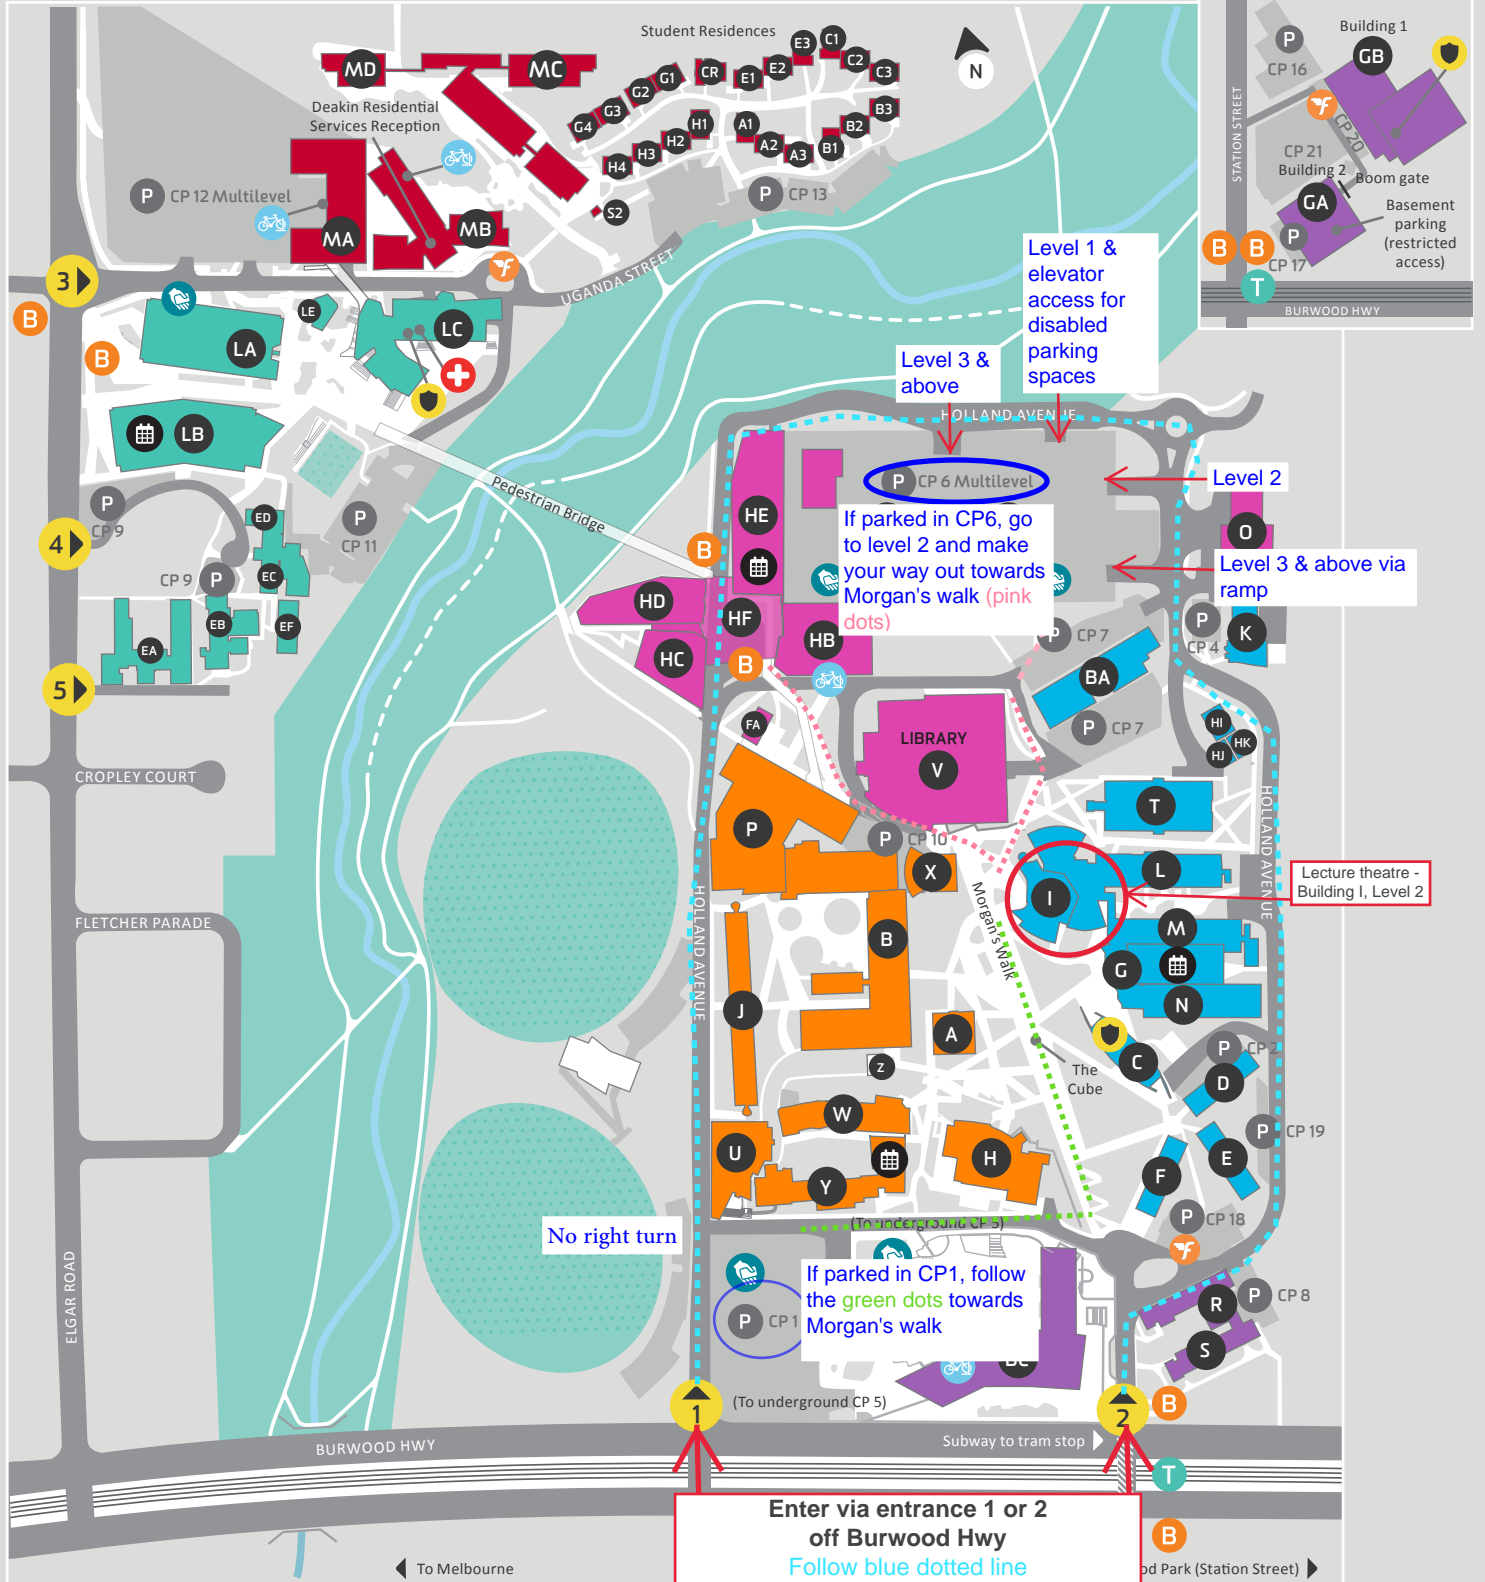 Student Residences
MD
MC
Deakin Residential
Services Reception
G1
G2
G3
G4
CR
E1
E2
E3
C1
C2
C3
B3
B2
B1
A3
A2
A1
H1
H2
H3
H4
S2
N
P CP 12 Multilevel
MA
MB
P CP 13
UGANDA STREET
Building 1
GB
P
CP 16
STATION STREET
CP 20
CP 21
Building 2
Boom gate
GA
Basement
parking
(restricted
access)
P
CP 17
B
B
T
BURWOOD HWY
3
B
B
LA
LE
LC
LB
P
CP 9
4
ED
P
CP 11
CP 9 P
EC
EB
EF
EA
5
Pedestrian Bridge
Level 1 &
elevator
access for
disabled
parking
spaces
Level 3 &
above
HOLLAND AVENUE
P CP 6 Multilevel
Level 2
If parked in CP6, go
to level 2 and make
your way out towards
Morgan's walk (pink
dots)
O
Level 3 & above via
ramp
HE
B
HD
HF
HC
HB
B
P CP 7
P
CP 4
K
BA
P CP 7
FA
LIBRARY
V
HI
HK
HJ
CROPLEY COURT
P
P CP 10
X
T
L
I
Lecture theatre -
Building I, Level 2
HOLLAND AVENUE
HOLLAND AVENUE
FLETCHER PARADE
Morgan's Walk
M
G
N
B
J
A
Z
The
Cube
C
P CP 2
D
W
U
Y
H
P CP 19
E
F
P CP 18
(To underground CP 5)
No right turn
If parked in CP1, follow
the green dots towards
Morgan's walk
P CP 1
R
P CP 8
S
ELGAR ROAD
1
(To underground CP 5)
2
B
BURWOOD HWY
Subway to tram stop
T
Enter via entrance 1 or 2
off Burwood Hwy
Follow blue dotted line
B
To Melbourne
Park (Station Street)